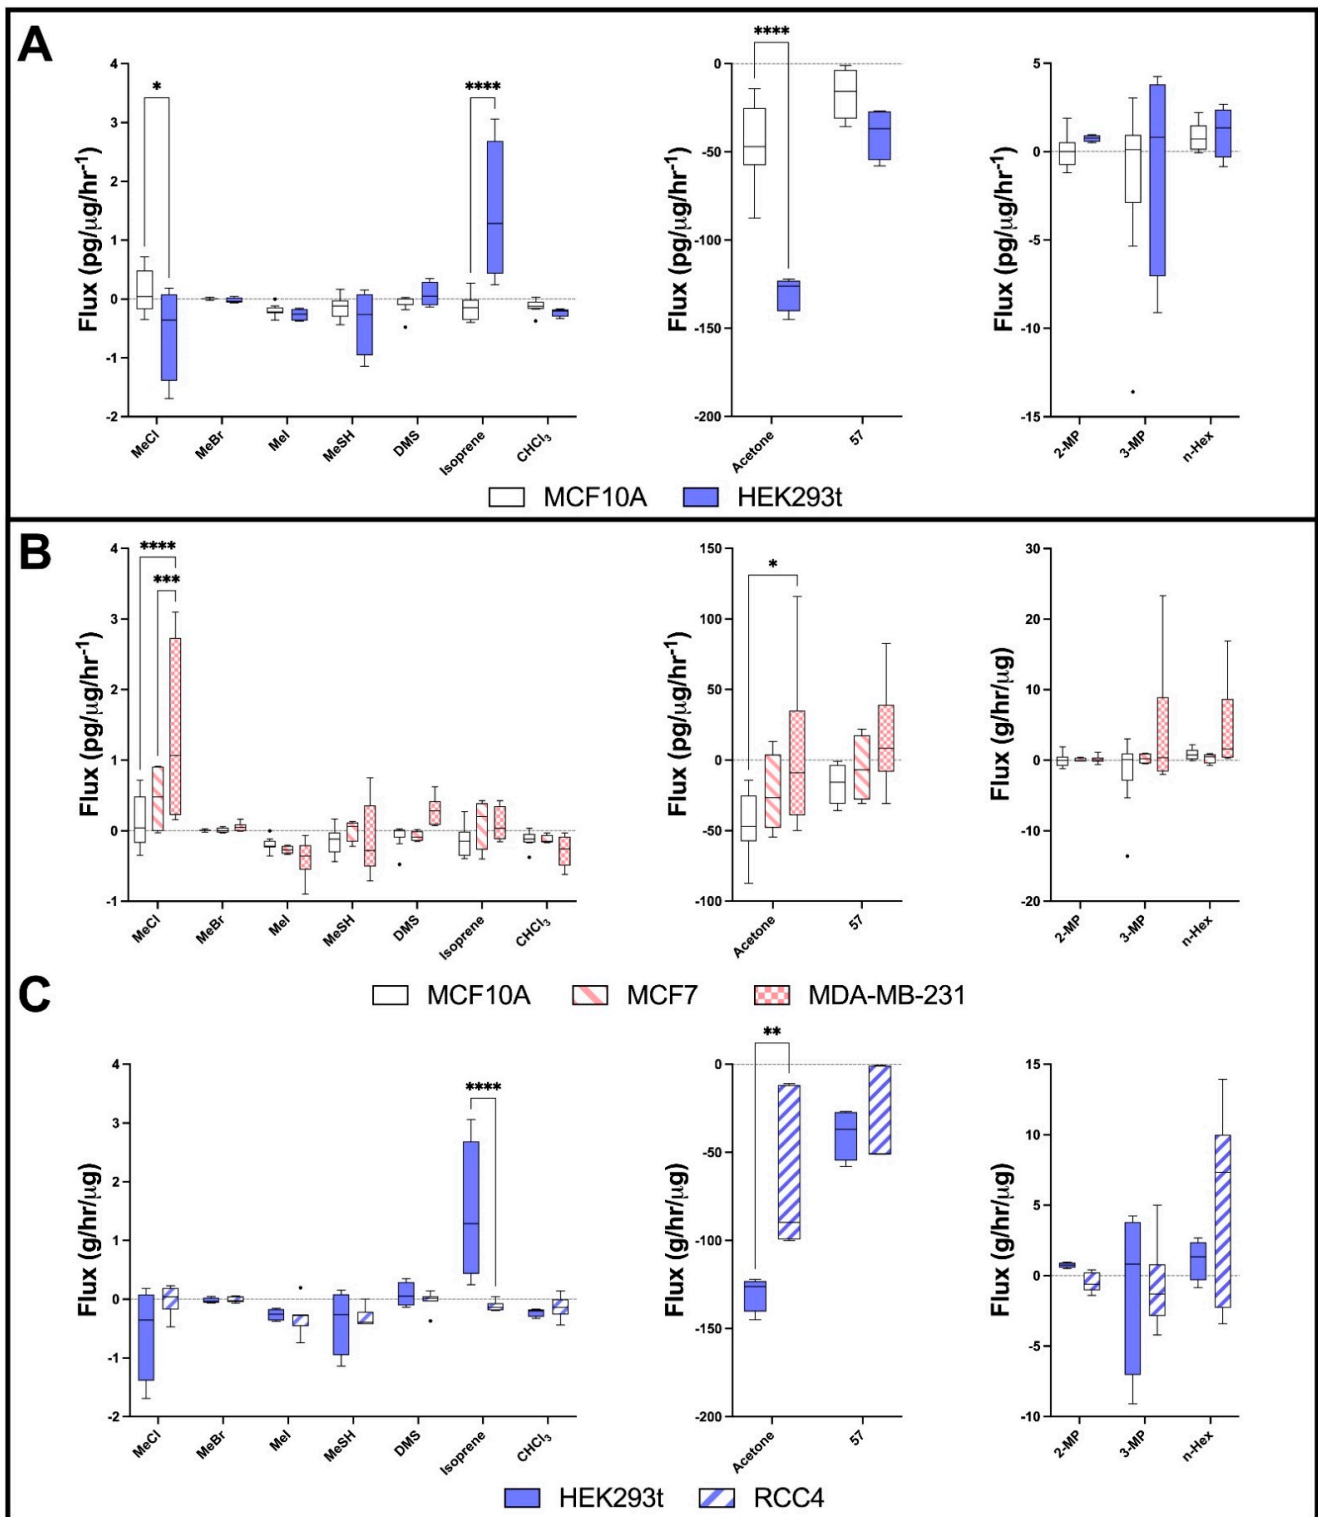 A
Flux (pg/µg/hr⁻¹)
4
3
2
1
0
-1
-2
*
****
MeCl
MeBr
MeI
MeSH
DMS
Isoprene
CHCl₃
Flux (pg/µg/hr⁻¹)
0
-50
-100
-150
-200
****
Acetone
57
Flux (pg/µg/hr⁻¹)
5
0
-5
-10
-15
2-MP
3-MP
n-Hex
MCF10A HEK293t
B
Flux (pg/µg/hr⁻¹)
4
3
2
1
0
-1
****
***
MeCl
MeBr
MeI
MeSH
DMS
Isoprene
CHCl₃
Flux (pg/µg/hr⁻¹)
150
100
50
0
-50
-100
*
Acetone
57
Flux (g/hr/µg)
30
20
10
0
-10
-20
2-MP
3-MP
n-Hex
MCF10A MCF7 MDA-MB-231
C
Flux (g/hr/µg)
4
3
2
1
0
-1
-2
****
MeCl
MeBr
MeI
MeSH
DMS
Isoprene
CHCl₃
Flux (g/hr/µg)
0
-50
-100
-150
-200
**
Acetone
57
Flux (g/hr/µg)
15
10
5
0
-5
-10
2-MP
3-MP
n-Hex
HEK293t RCC4